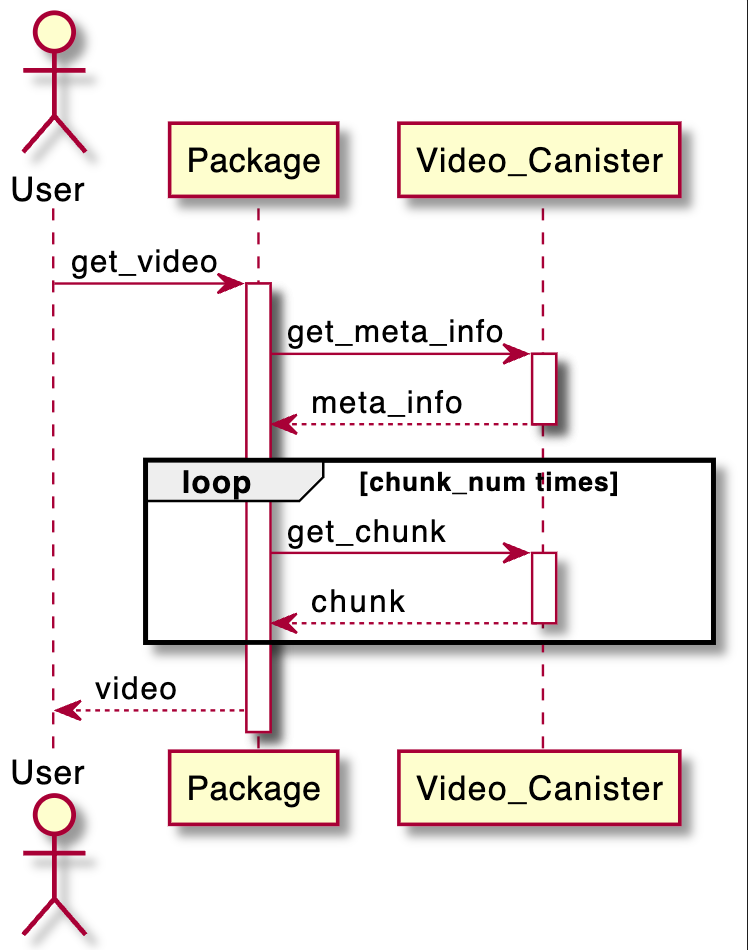 User
Package
Video_Canister
get_video
get_meta_info
meta_info
loop
[chunk_num times]
get_chunk
chunk
video
User
Package
Video_Canister